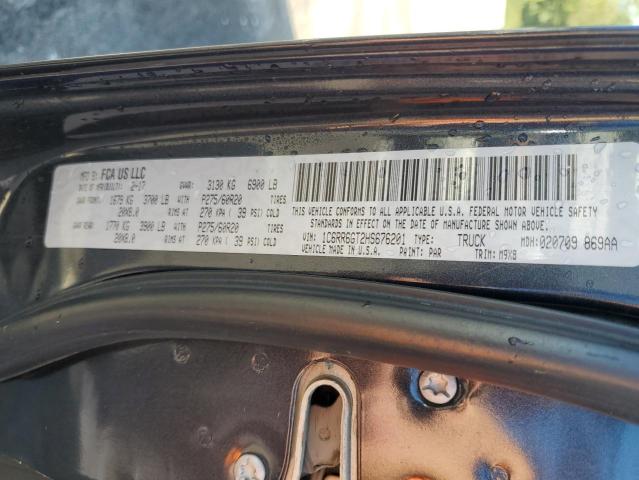 MFD BY: FCA US LLC
DATE OF MFR(BUILT): 2-17 GVWR: 3130 KG 6900 LB
GAWR FRONT: 1679 KG 3700 LB WITH P275/60R20 TIRES
20X8.0 RIMS AT 270 KPA( 39 PSI) COLD
GAWR REAR: 1770 KG 3900 LB WITH P275/60R20 TIRES
20X8.0 RIMS AT 270 KPA( 39 PSI) COLD
THIS VEHICLE CONFORMS TO ALL APPLICABLE U.S.A. FEDERAL MOTOR VEHICLE
SAFETY STANDARDS IN EFFECT ON THE DATE OF MANUFACTURE SHOWN ABOVE.
VIN: 1C6RR6GT2HS676201 TYPE: TRUCK MDH:020709 869AA
VEHICLE MADE IN U.S.A. PAINT: PAR TRIM: M9X8